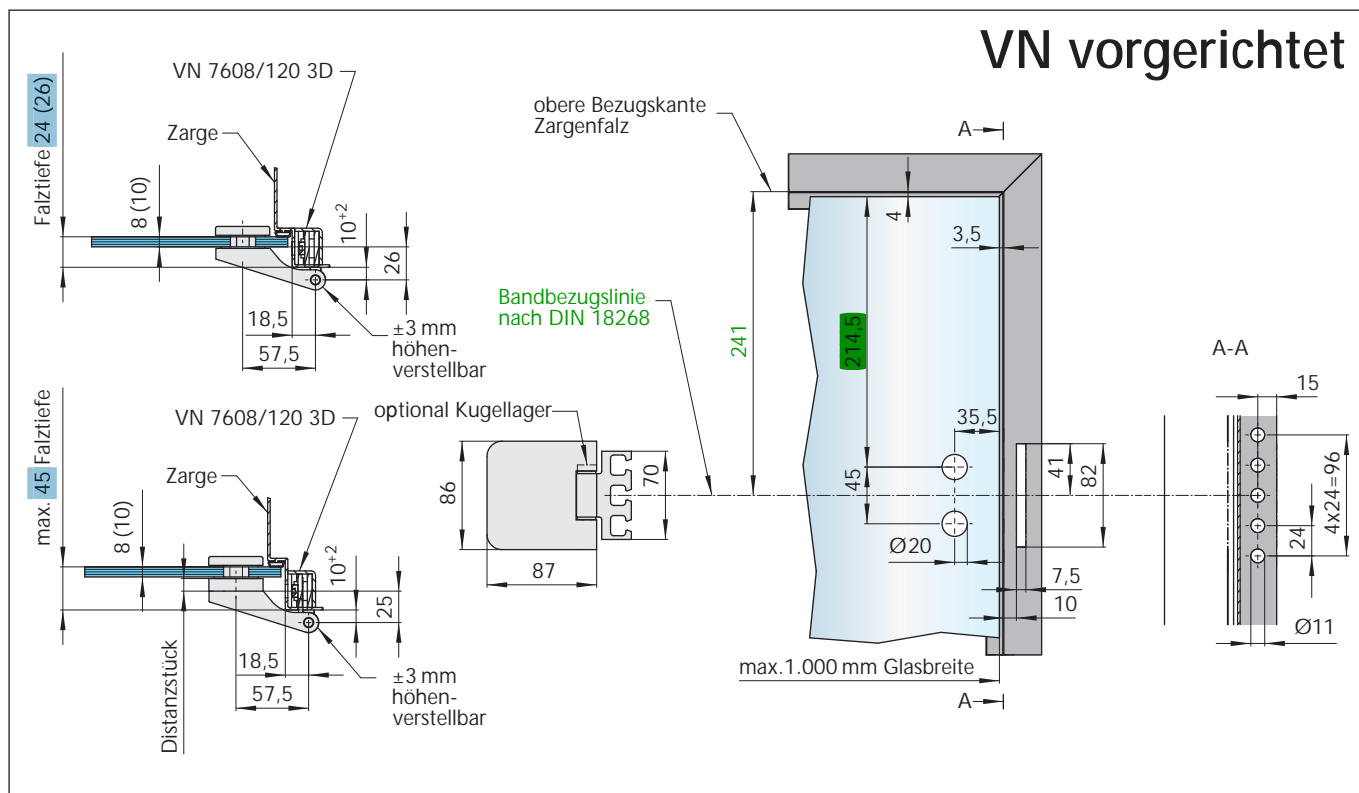 VN vorgerichtet
VN 7608/120 3D
Zarge
Falztiefe 24 (26)
8 (10)
10+2
26
18,5
57,5
±3 mm
höhen-
verstellbar
max. 45 Falztiefe
VN 7608/120 3D
Zarge
8 (10)
10+2
25
18,5
57,5
Distanzstück
±3 mm
höhen-
verstellbar
optional Kugellager
86
70
87
obere Bezugskante
Zargenfalz
Bandbezugslinie
nach DIN 18268
A
4
3,5
241
214,5
35,5
45
41
82
Ø20
7,5
10
max.1.000 mm Glasbreite
A
A-A
15
4x24=96
24
Ø11